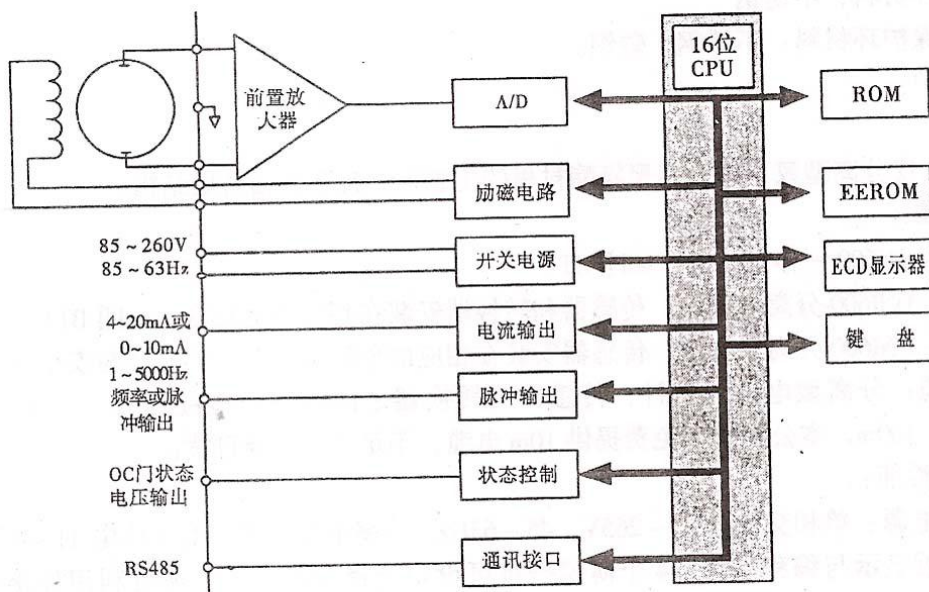 16位
CPU
前置放
大器
A/D
ROM
励磁电路
EEROM
85～260V
85～63Hz
开关电源
ECD显示器
4~20mA或
0～10mA
电流输出
键 盘
1～5000Hz
频率或脉
冲输出
脉冲输出
OC门状态
电压输出
状态控制
RS485
通讯接口